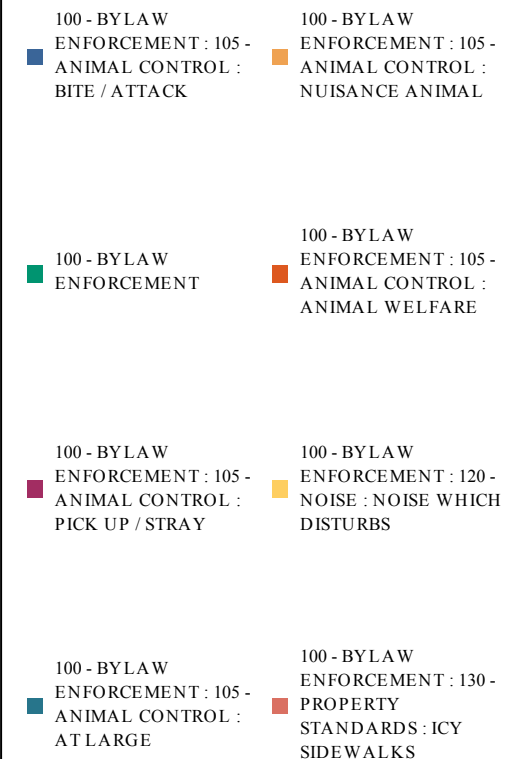 100 - BYLAW
ENFORCEMENT : 105 -
ANIMAL CONTROL :
BITE / ATTACK
100 - BYLAW
ENFORCEMENT : 105 -
ANIMAL CONTROL :
NUISANCE ANIMAL
100 - BYLAW
ENFORCEMENT
100 - BYLAW
ENFORCEMENT : 105 -
ANIMAL CONTROL :
ANIMAL WELFARE
100 - BYLAW
ENFORCEMENT : 105 -
ANIMAL CONTROL :
PICK UP / STRAY
100 - BYLAW
ENFORCEMENT : 120 -
NOISE : NOISE WHICH
DISTURBS
100 - BYLAW
ENFORCEMENT : 105 -
ANIMAL CONTROL :
AT LARGE
100 - BYLAW
ENFORCEMENT : 130 -
PROPERTY
STANDARDS : ICY
SIDEWALKS